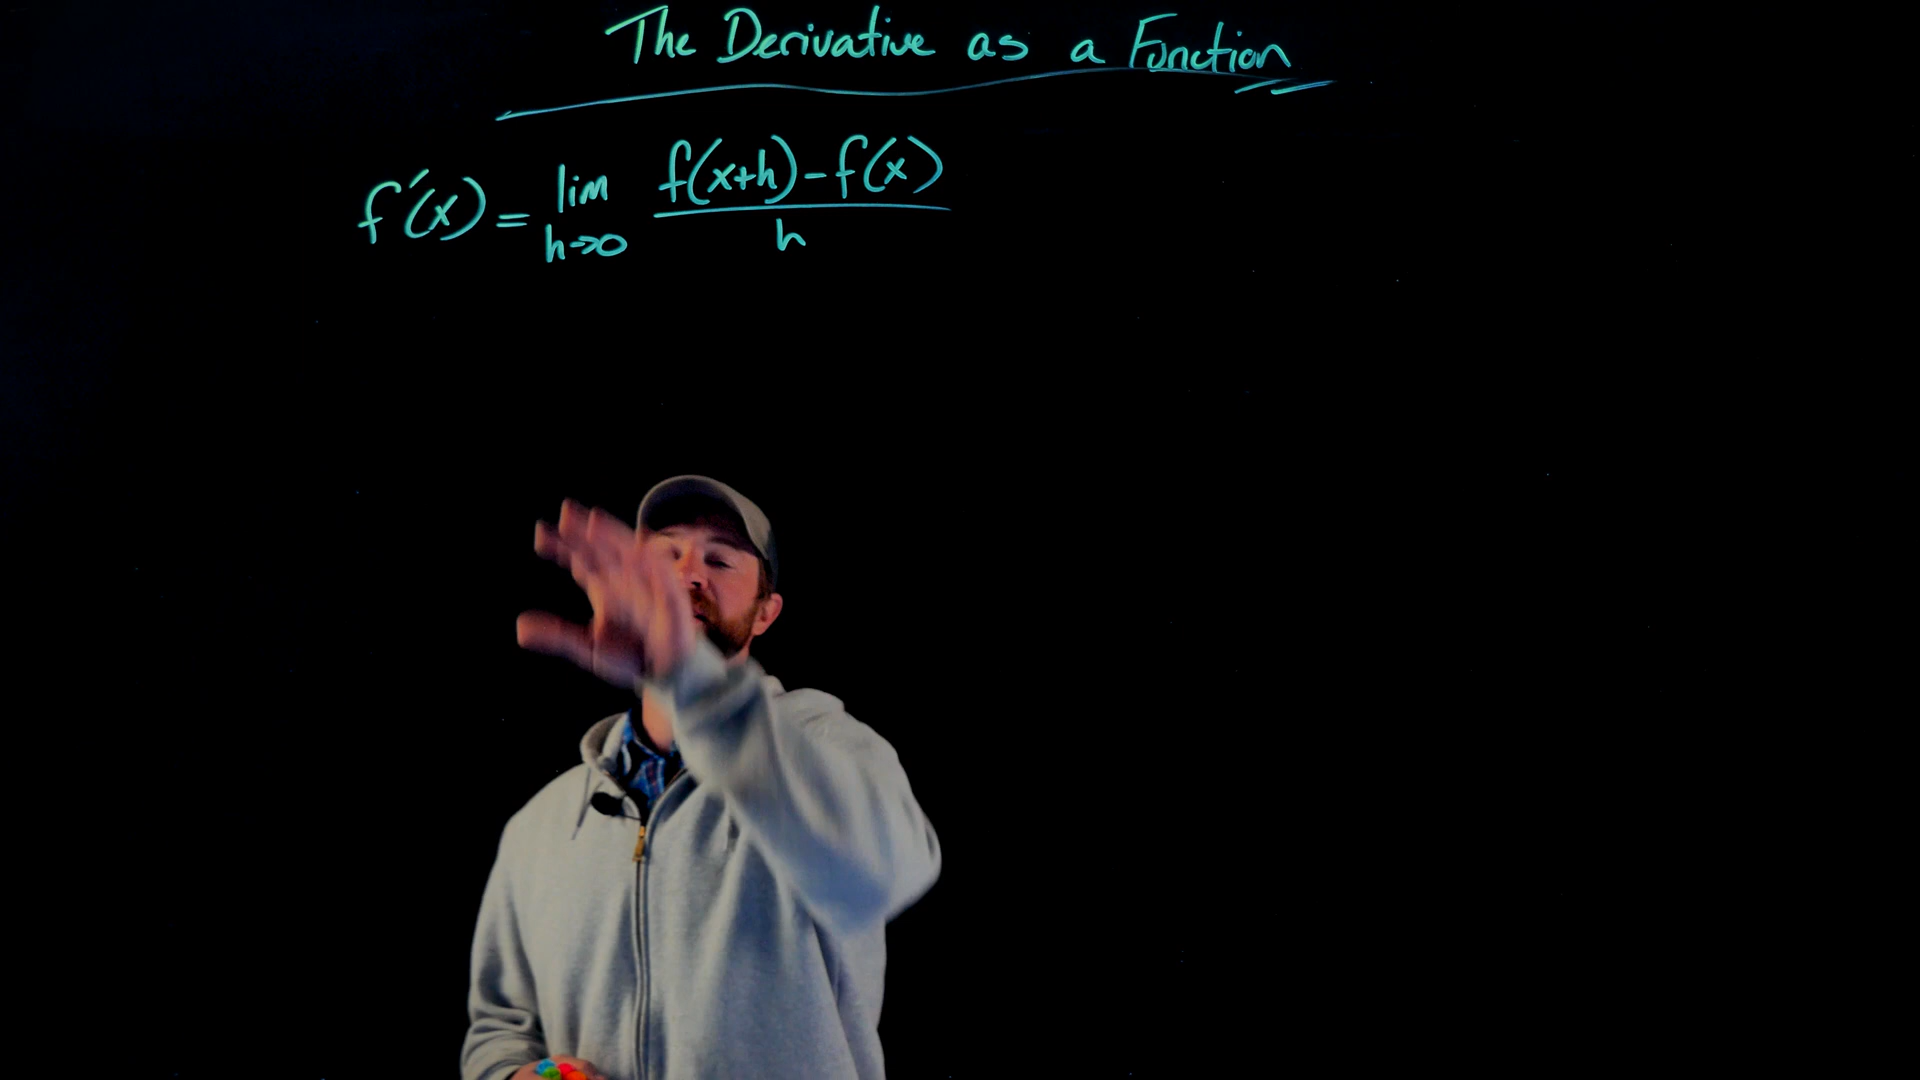 The Derivative as a Function
f'(x) = lim h→0 f(x+h)-f(x) / h